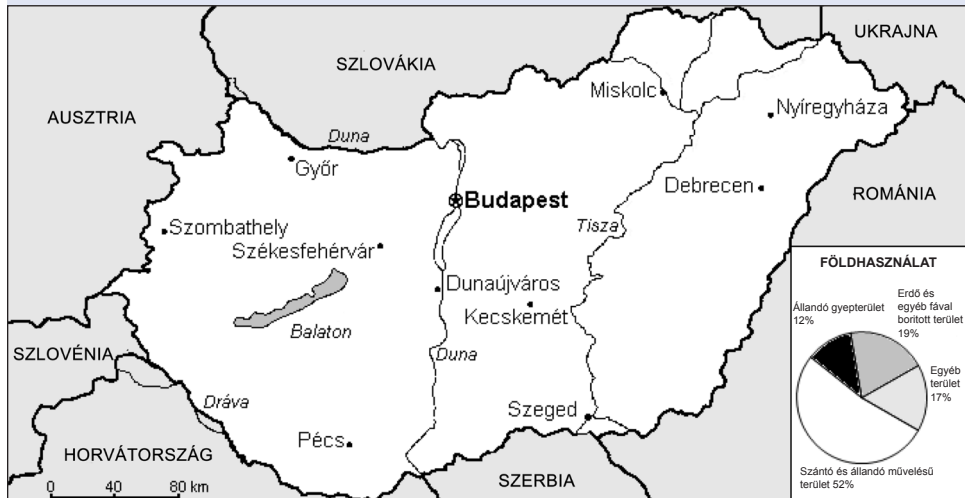 UKRAJNA
SZLOVÁKIA
Miskolc
Nyíregyháza
AUSZTRIA
Duna
Győr
Debrecen
ROMÁNIA
Budapest
Szombathely
Tisza
Székesfehérvár
Dunaújváros
Kecskemét
Balaton
SZLOVÉNIA
Duna
Dráva
Szeged
Pécs
HORVÁTORSZÁG
SZERBIA
0 40 80 km
FÖLDHASZNÁLAT
Állandó gyepterület
12%
Erdő és
egyéb fával
borított terület
19%
Egyéb
terület
17%
Szántó és állandó művelésű
terület 52%